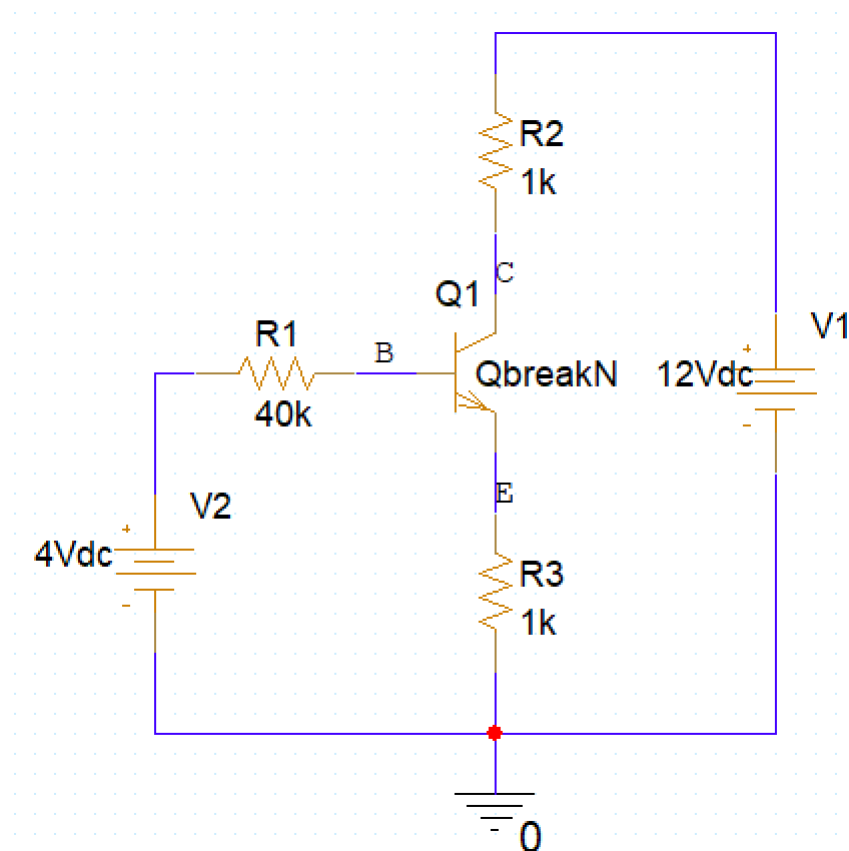 R2
1k
C
Q1
R1
B
QbreakN
40k
V1
+
12Vdc
-
V2
+
4Vdc
-
E
R3
1k
0